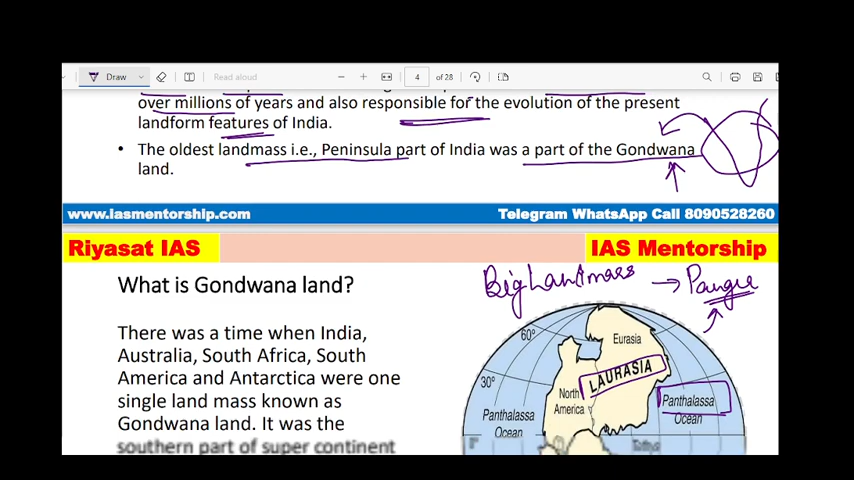 Draw
Read aloud
4 of 28
over millions of years and also responsible for the evolution of the present
landform features of India.
• The oldest landmass i.e., Peninsula part of India was a part of the Gondwana
land.
www.iasmentorship.com
Telegram WhatsApp Call 8090528260
Riyasat IAS
IAS Mentorship
What is Gondwana land?
Big Landmass →
There was a time when India,
Australia, South Africa, South
America and Antarctica were one
single land mass known as
Gondwana land. It was the
southern part of super continent
60°
Eurasia
LAURASIA
30°
North
America
Panthalassa
Ocean
Panthalassa
Ocean